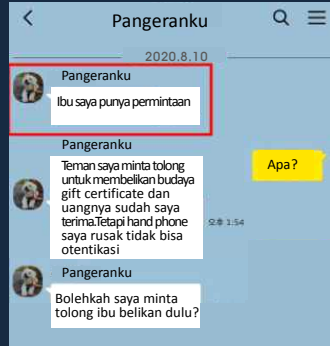 Pangeranku
2020.8.10
Pangeranku
Ibu saya punya permintaan
Apa?
Pangeranku
Teman saya minta tolong
untuk membelikan budaya
gift certificate dan
uangnya sudah saya
terima.Tetapi hand phone
saya rusak tidak bisa
otentikasi
오후 1:54
Pangeranku
Bolehkah saya minta
tolong ibu belikan dulu?